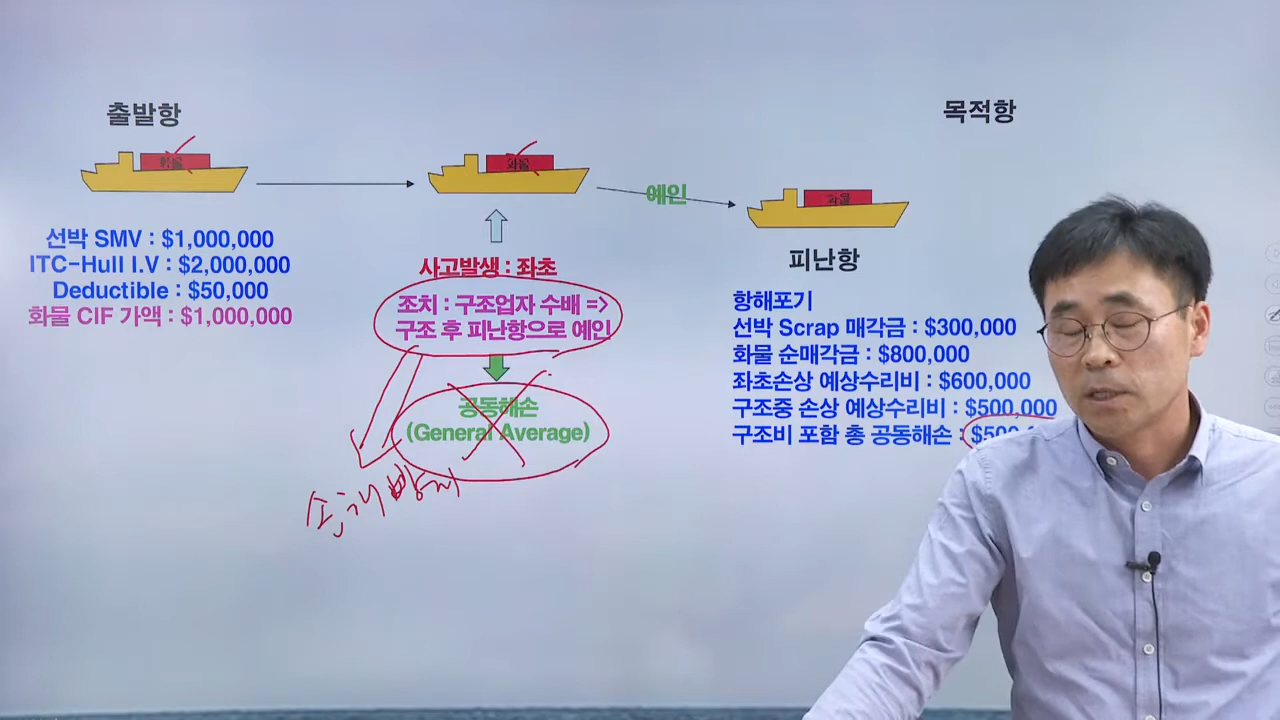 출발항
목적항
화물
화물
화물
예인
선박 SMV : $1,000,000
ITC-Hull I.V : $2,000,000
Deductible : $50,000
화물 CIF 가액 : $1,000,000
사고발생 : 좌초
조치 : 구조업자 수배 =>
구조 후 피난항으로 예인
공동해손
(General Average)
손해방지
피난항
항해포기
선박 Scrap 매각금 : $300,000
화물 순매각금 : $800,000
좌초손상 예상수리비 : $600,000
구조중 손상 예상수리비 : $500,000
구조비 포함 총 공동해손 :